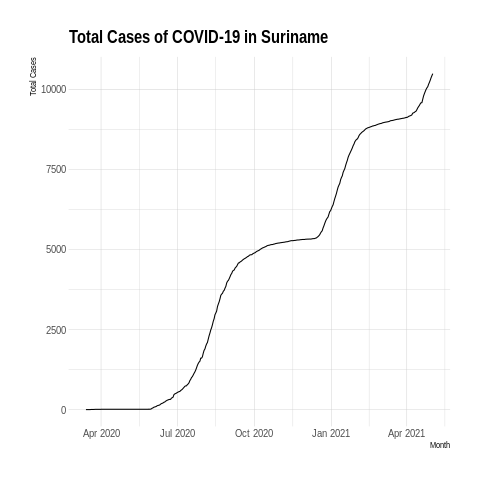 Total Cases of COVID-19 in Suriname
Total Cases
10000
7500
5000
2500
0
Apr 2020 Jul 2020 Oct 2020 Jan 2021 Apr 2021
Month